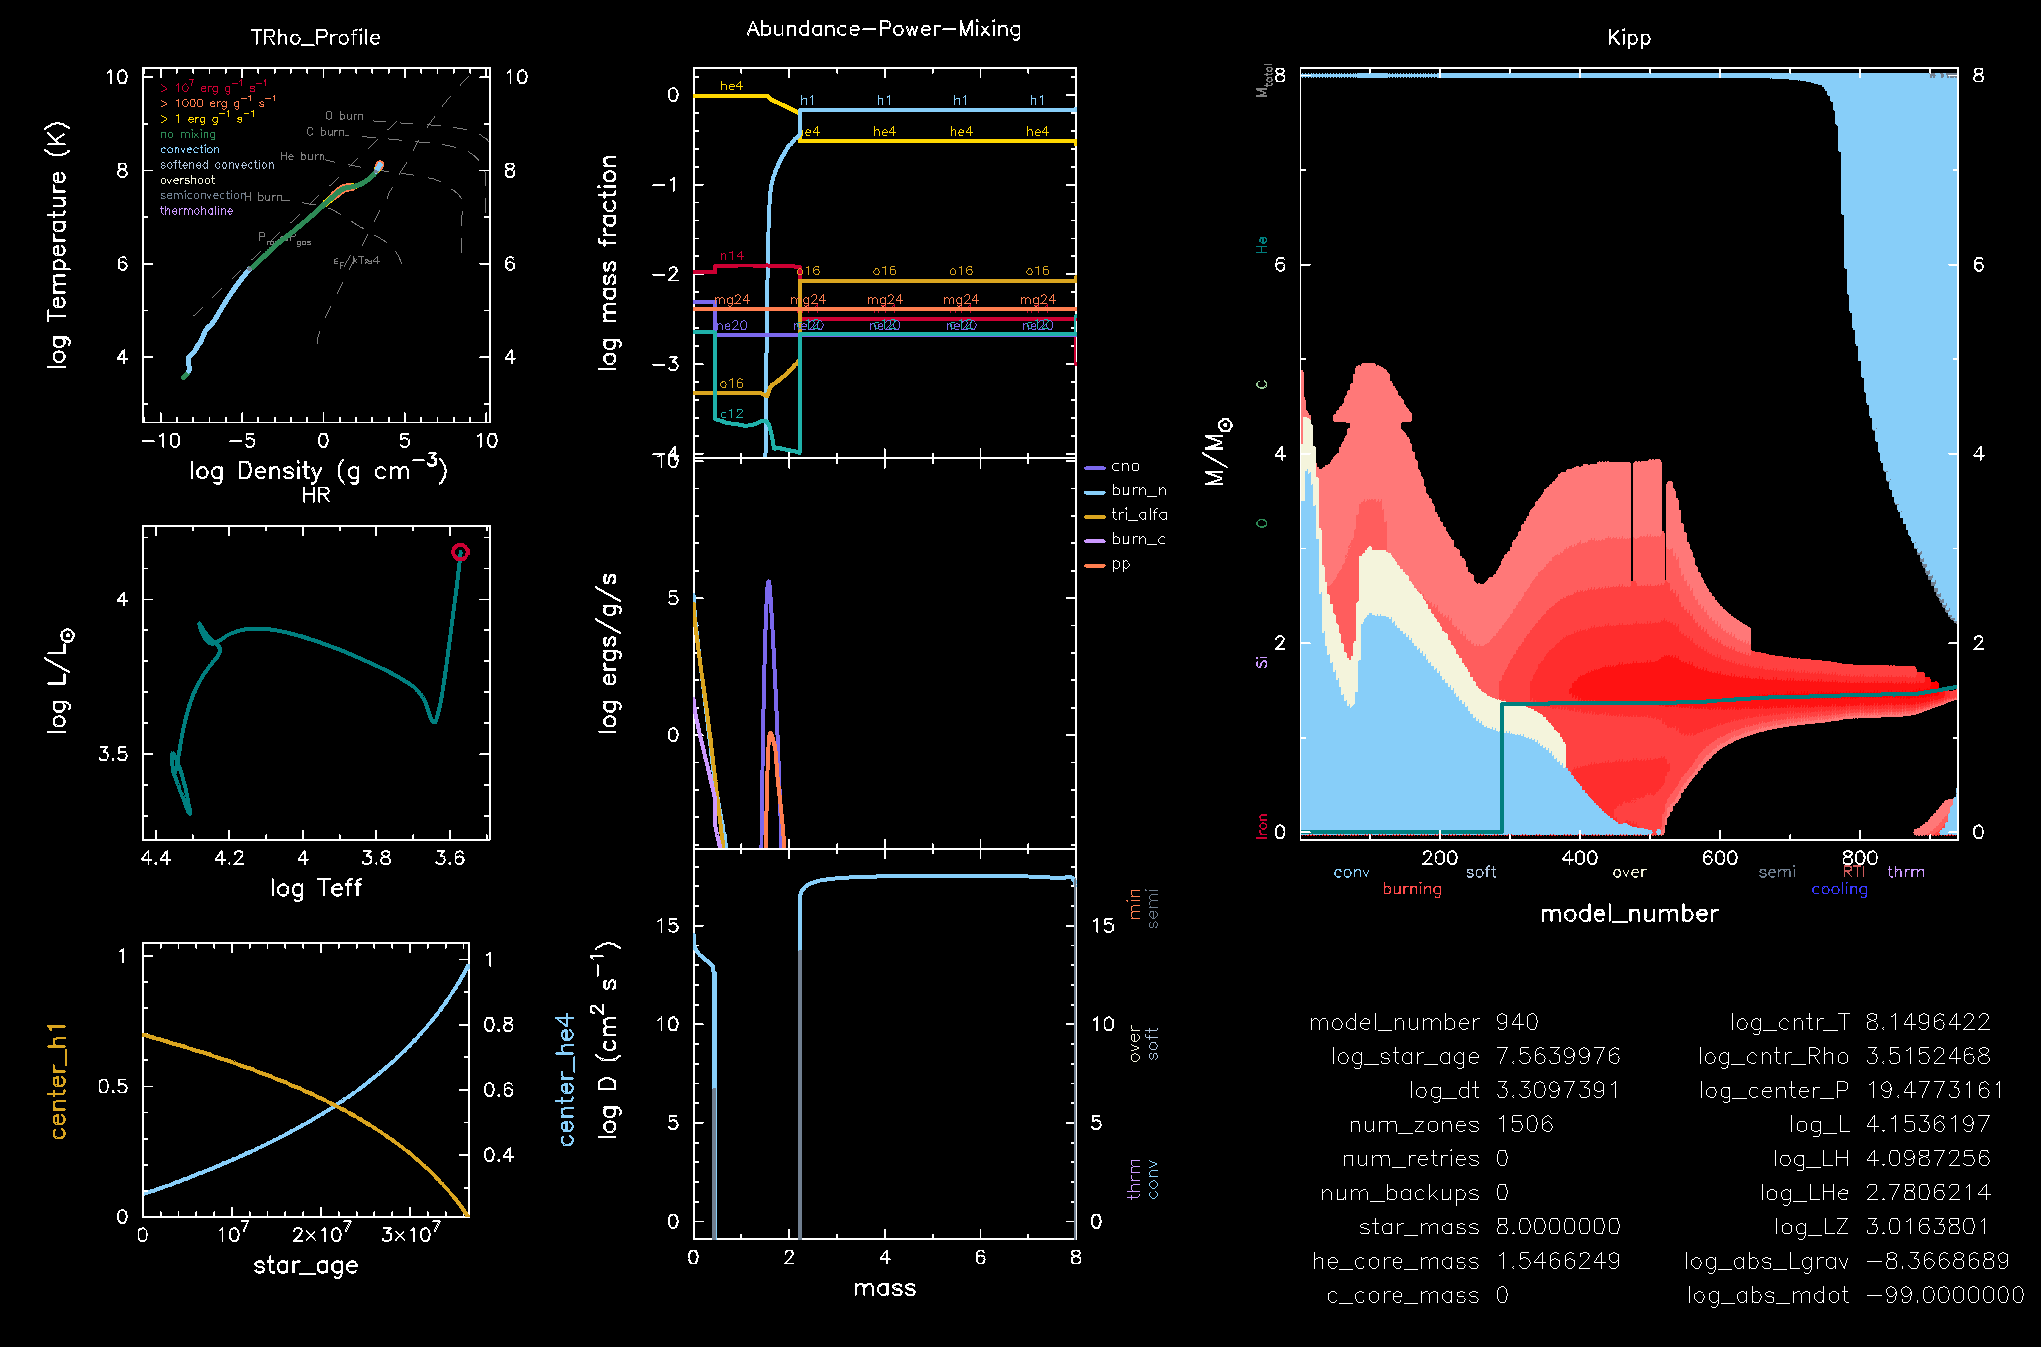 TRho_Profile
10
8
6
4
10
8
6
4
> 10⁷ erg g⁻¹ s⁻¹
> 1000 erg g⁻¹ s⁻¹
> 1 erg g⁻¹ s⁻¹
no mixing
convection
softened convection
overshoot
semiconvection
thermohaline
O burn
C burn
He burn
H burn
εF/kT≈4
log Temperature (K)
−10 −5 0 5 10
log Density (g cm⁻³)
HR
4
3.5
log L/L☉
4.4 4.2 4 3.8 3.6
log Teff
1
0.5
0
1
0.8
0.6
0.4
center_h1
center_he4
0 10⁷ 2×10⁷ 3×10⁷
star_age
Abundance−Power−Mixing
0
−1
−2
−3
−4
log mass fraction
he4 h1 h1 h1 h1
he4 he4 he4 he4
n14 o16 o16 o16 o16
mg24 mg24 mg24 mg24 mg24
ne20 ne20 ne20 ne20 ne20
o16
c12
10
5
0
log ergs/g/s
cno
burn_n
tri_alfa
burn_c
pp
15
10
5
0
15
10
5
0
log D (cm² s⁻¹)
min
semi
over
soft
thrm
conv
0 2 4 6 8
mass
Kipp
8
6
4
2
0
8
6
4
2
0
Mtotal
He
C
O
Si
Iron
M/M☉
200 400 600 800
conv soft over semi RTI thrm
burning cooling
model_number
model_number 940 log_cntr_T 8.1496422
log_star_age 7.5639976 log_cntr_Rho 3.5152468
log_dt 3.3097391 log_center_P 19.4773161
num_zones 1506 log_L 4.1536197
num_retries 0 log_LH 4.0987256
num_backups 0 log_LHe 2.7806214
star_mass 8.0000000 log_LZ 3.0163801
he_core_mass 1.5466249 log_abs_Lgrav −8.3668689
c_core_mass 0 log_abs_mdot −99.0000000